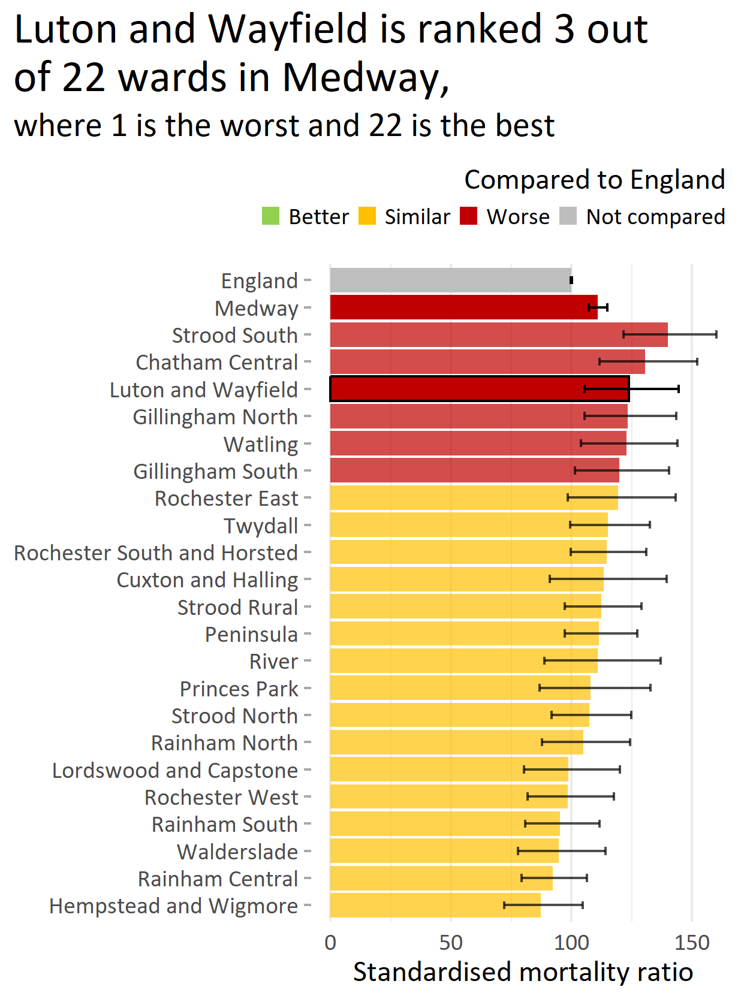 Luton and Wayfield is ranked 3 out
of 22 wards in Medway,
where 1 is the worst and 22 is the best
Compared to England
Better Similar Worse Not compared
England
Medway
Strood South
Chatham Central
Luton and Wayfield
Gillingham North
Watling
Gillingham South
Rochester East
Twydall
Rochester South and Horsted
Cuxton and Halling
Strood Rural
Peninsula
River
Princes Park
Strood North
Rainham North
Lordswood and Capstone
Rochester West
Rainham South
Walderslade
Rainham Central
Hempstead and Wigmore
0 50 100 150
Standardised mortality ratio